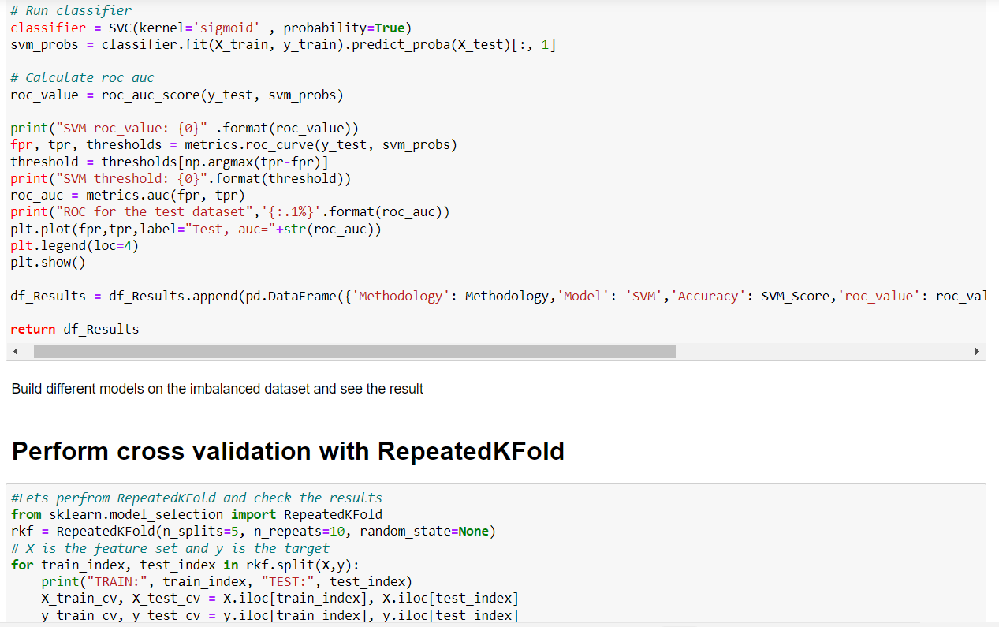 # Run classifier
classifier = SVC(kernel='sigmoid' , probability=True)
svm_probs = classifier.fit(X_train, y_train).predict_proba(X_test)[:, 1]
# Calculate roc auc
roc_value = roc_auc_score(y_test, svm_probs)
print("SVM roc_value: {0}" .format(roc_value))
fpr, tpr, thresholds = metrics.roc_curve(y_test, svm_probs)
threshold = thresholds[np.argmax(tpr-fpr)]
print("SVM threshold: {0}".format(threshold))
roc_auc = metrics.auc(fpr, tpr)
print("ROC for the test dataset",'{:.1%}'.format(roc_auc))
plt.plot(fpr,tpr,label="Test, auc="+str(roc_auc))
plt.legend(loc=4)
plt.show()
df_Results = df_Results.append(pd.DataFrame({'Methodology': Methodology,'Model': 'SVM','Accuracy': SVM_Score,'roc_value': roc_val
return df_Results
Build different models on the imbalanced dataset and see the result
Perform cross validation with RepeatedKFold
#Lets perfrom RepeatedKFold and check the results
from sklearn.model_selection import RepeatedKFold
rkf = RepeatedKFold(n_splits=5, n_repeats=10, random_state=None)
# X is the feature set and y is the target
for train_index, test_index in rkf.split(X,y):
print("TRAIN:", train_index, "TEST:", test_index)
X_train_cv, X_test_cv = X.iloc[train_index], X.iloc[test_index]
y_train_cv, y_test_cv = y.iloc[train_index], y.iloc[test_index]